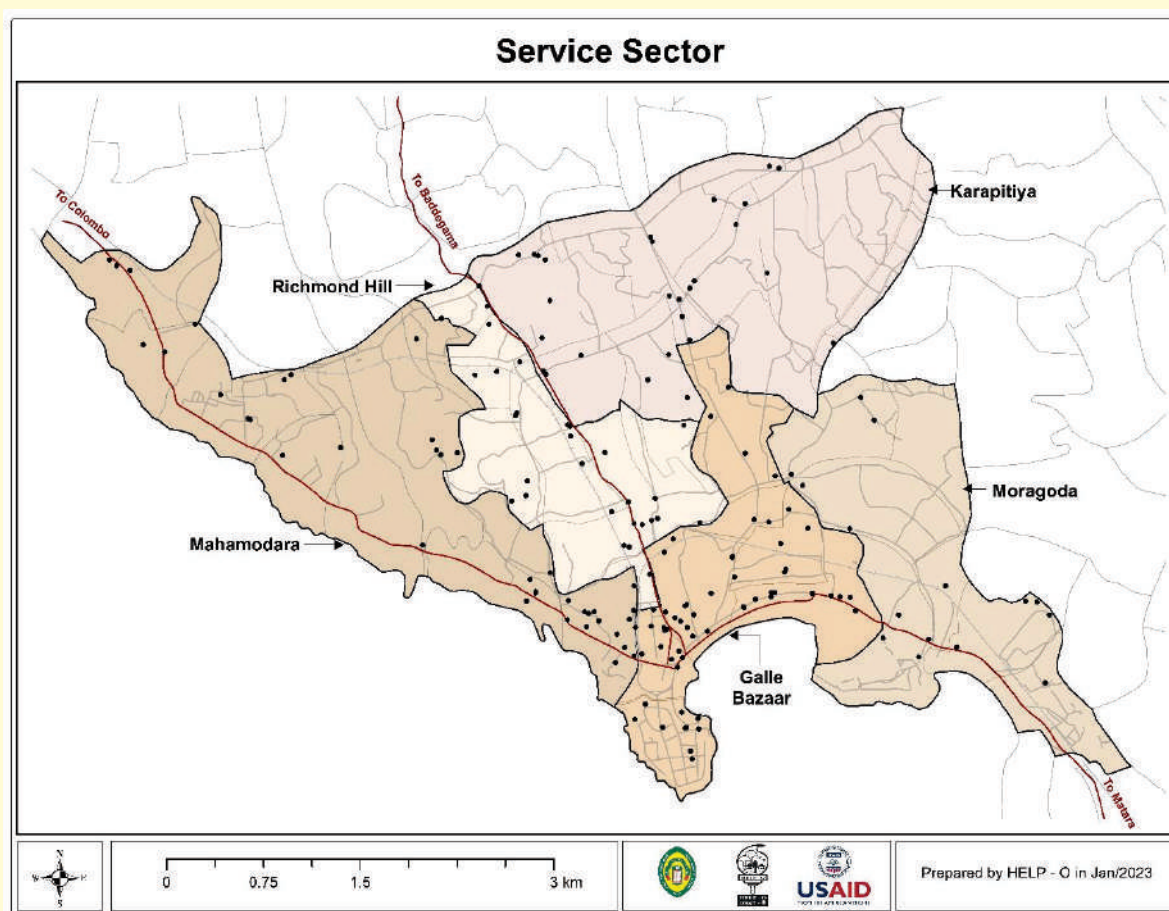 Service Sector
Karapitiya
To Colombo
To Baddegama
Richmond Hill
Moragoda
Mahamodara
Galle
Bazaar
To Matara
N
W E
S
0 0.75 1.5 3 km
USAID
Prepared by HELP - O in Jan/2023